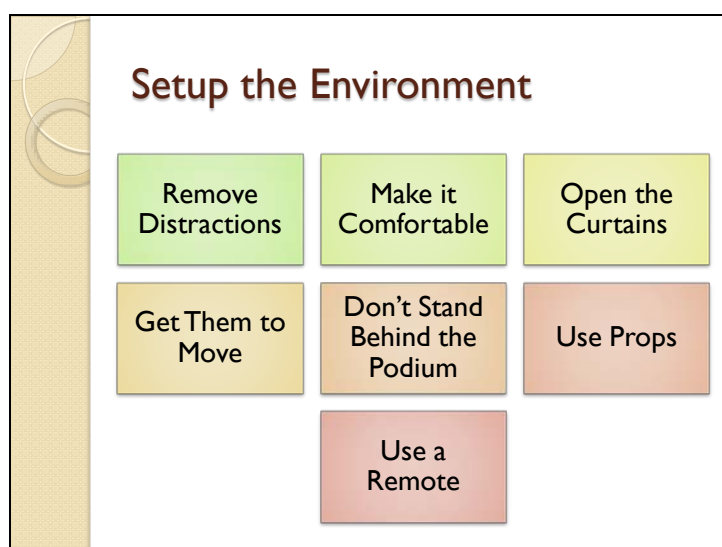 Setup the Environment
Remove
Distractions
Make it
Comfortable
Open the
Curtains
Get Them to
Move
Don’t Stand
Behind the
Podium
Use Props
Use a
Remote